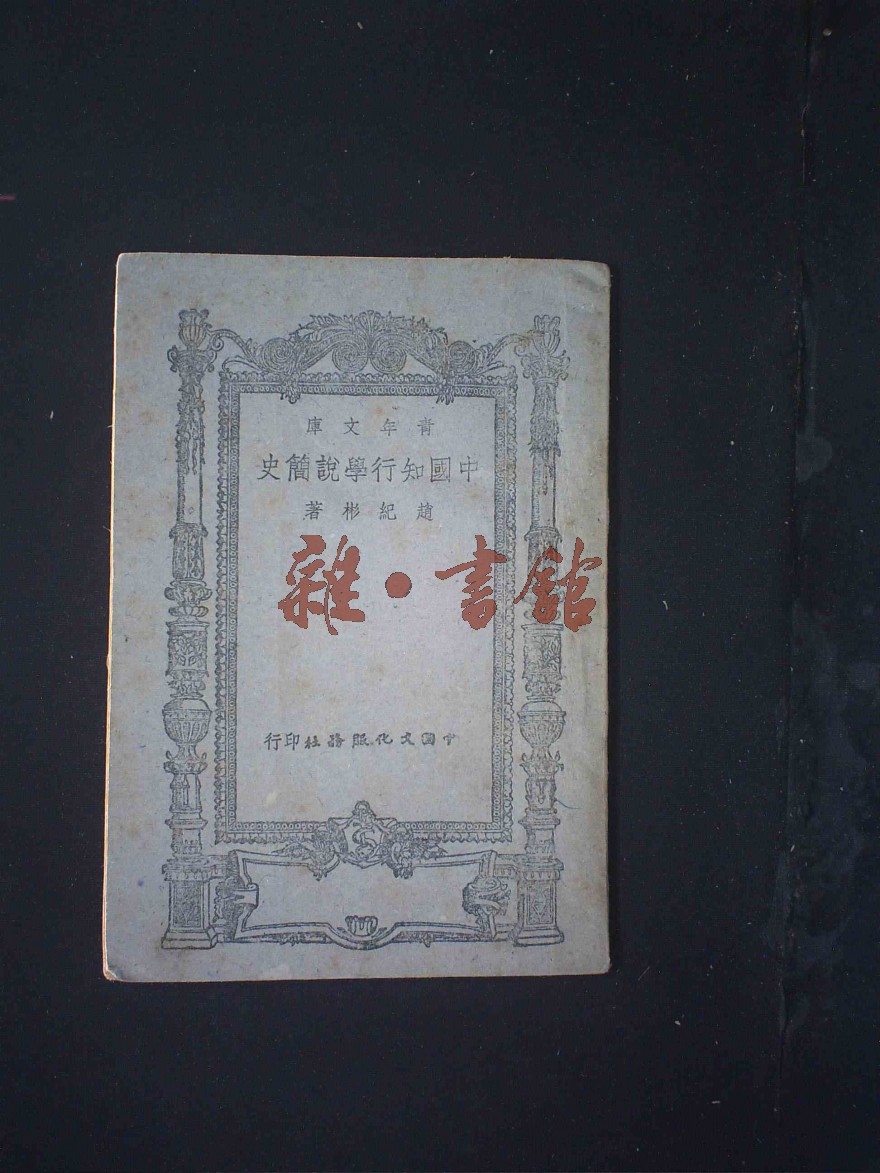 青年文庫
中國知行學說簡史
趙紀彬著
雜·書館
中國文化服務社印行